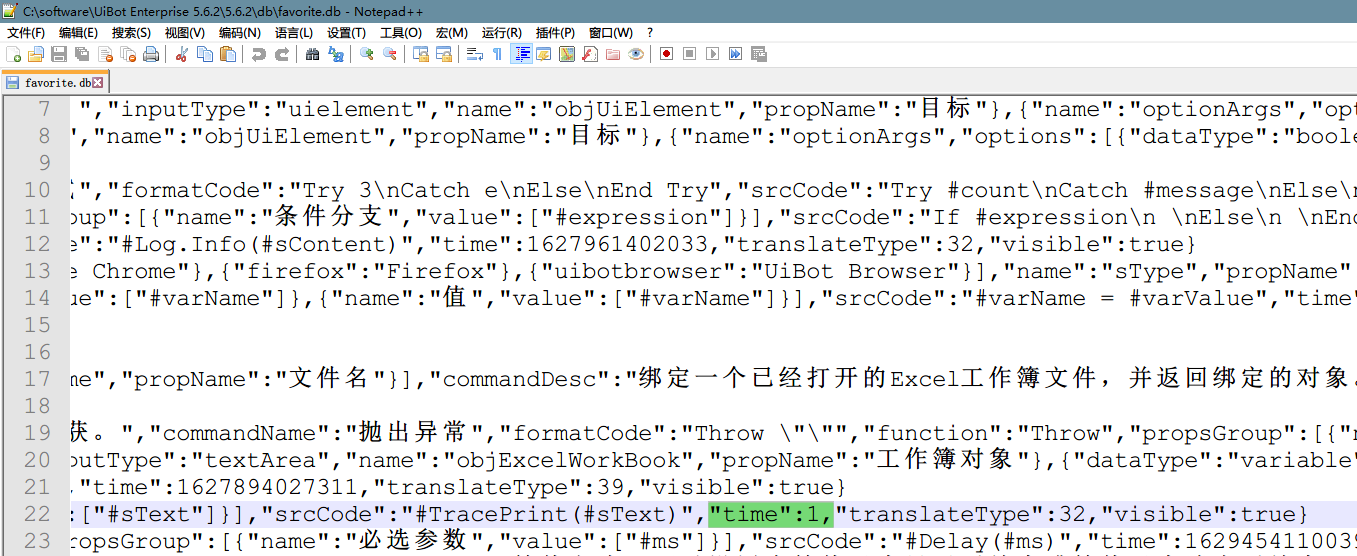 C:\software\UiBot Enterprise 5.6.2\5.6.2\db\favorite.db - Notepad++
文件(F) 编辑(E) 搜索(S) 视图(V) 编码(N) 语言(L) 设置(T) 工具(O) 宏(M) 运行(R) 插件(P) 窗口(W) ?
favorite.db
7 ","inputType":"uielement","name":"objUiElement","propName":"目标"},{"name":"optionArgs","opt
8 ","name":"objUiElement","propName":"目标"},{"name":"optionArgs","options":[{"dataType":"boole
9
10 ","formatCode":"Try 3\nCatch e\nElse\nEnd Try","srcCode":"Try #count\nCatch #message\nElse\n
11 oup":[{"name":"条件分支","value":["#expression"]}],"srcCode":"If #expression\n \nElse\n \nEnd
12 e":"#Log.Info(#sContent)","time":1627961402033,"translateType":32,"visible":true}
13 e Chrome"},{"firefox":"Firefox"},{"uibotbrowser":"UiBot Browser"}],"name":"sType","propName"
14 ue":["#varName"]},{"name":"值","value":["#varName"]}],"srcCode":"#varName = #varValue","time"
15
16
17 me","propName":"文件名"}],"commandDesc":"绑定一个已经打开的Excel工作簿文件，并返回绑定的对象。
18
19 获。","commandName":"抛出异常","formatCode":"Throw \"\"","function":"Throw","propsGroup":[{"n
20 putType":"textArea","name":"objExcelWorkBook","propName":"工作簿对象"},{"dataType":"variable"
21 ,"time":1627894027311,"translateType":39,"visible":true}
22 :["#sText"]}],"srcCode":"#TracePrint(#sText)","time":1,"translateType":32,"visible":true}
23 ropsGroup":[{"name":"必选参数","value":["#ms"]}],"srcCode":"#Delay(#ms)","time":1629454110039